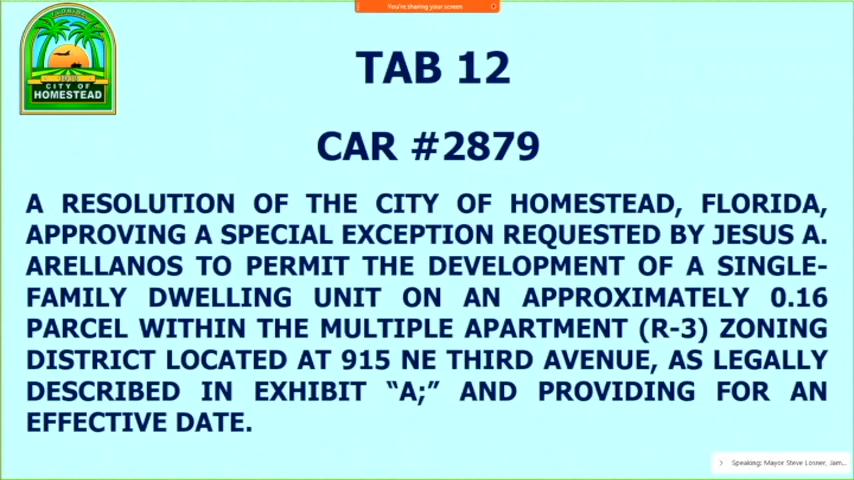 You're sharing your screen
FLORIDA
CITY OF
HOMESTEAD
TAB 12
CAR #2879
A RESOLUTION OF THE CITY OF HOMESTEAD, FLORIDA,
APPROVING A SPECIAL EXCEPTION REQUESTED BY JESUS A.
ARELLANOS TO PERMIT THE DEVELOPMENT OF A SINGLE-
FAMILY DWELLING UNIT ON AN APPROXIMATELY 0.16
PARCEL WITHIN THE MULTIPLE APARTMENT (R-3) ZONING
DISTRICT LOCATED AT 915 NE THIRD AVENUE, AS LEGALLY
DESCRIBED IN EXHIBIT “A;” AND PROVIDING FOR AN
EFFECTIVE DATE.
Speaking: Mayor Steve Losner, Jam...